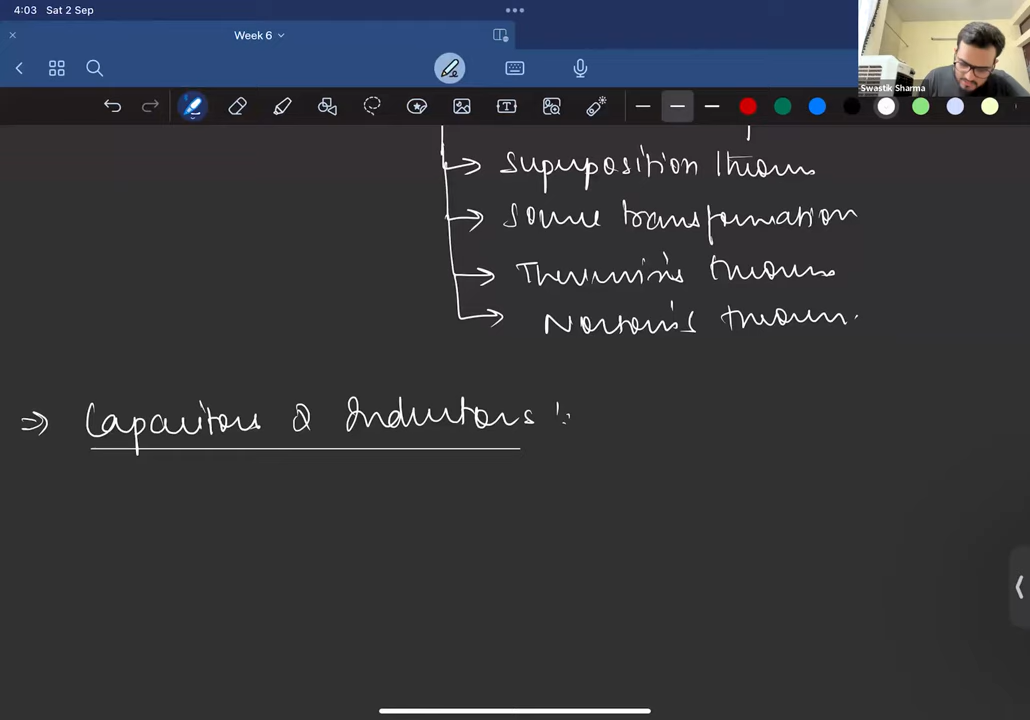 4:03 Sat 2 Sep
Week 6
Swastik Sharma
→ Superposition theorem
→ Source transformation
→ Thevenin's theorem
→ Norton's theorem.
⇒ Capacitors & Inductors :-